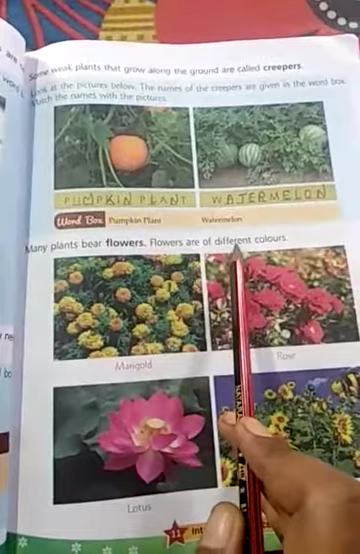 Some weak plants that grow along the ground are called creepers.
Look at the pictures below. The names of the creepers are given in the word box.
Match the names with the pictures.
PUMPKIN PLANT WATERMELON
Word Box Pumpkin Plant Watermelon
Many plants bear flowers. Flowers are of different colours.
Marigold Rose
Lotus
11